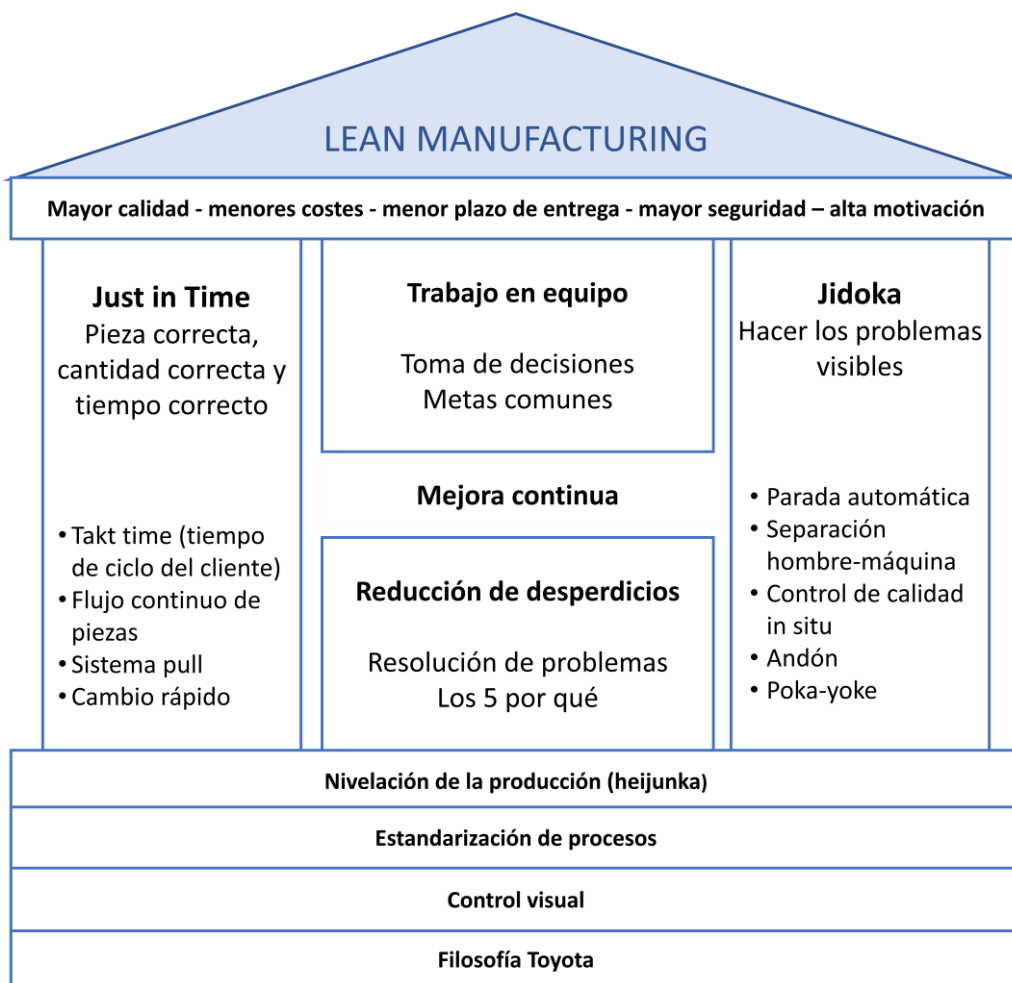 LEAN MANUFACTURING
Mayor calidad - menores costes - menor plazo de entrega - mayor seguridad – alta motivación
Just in Time
Pieza correcta,
cantidad correcta y
tiempo correcto
• Takt time (tiempo
de ciclo del cliente)
• Flujo continuo de
piezas
• Sistema pull
• Cambio rápido
Trabajo en equipo
Toma de decisiones
Metas comunes
Mejora continua
Reducción de desperdicios
Resolución de problemas
Los 5 por qué
Jidoka
Hacer los problemas
visibles
• Parada automática
• Separación
hombre-máquina
• Control de calidad
in situ
• Andón
• Poka-yoke
Nivelación de la producción (heijunka)
Estandarización de procesos
Control visual
Filosofía Toyota